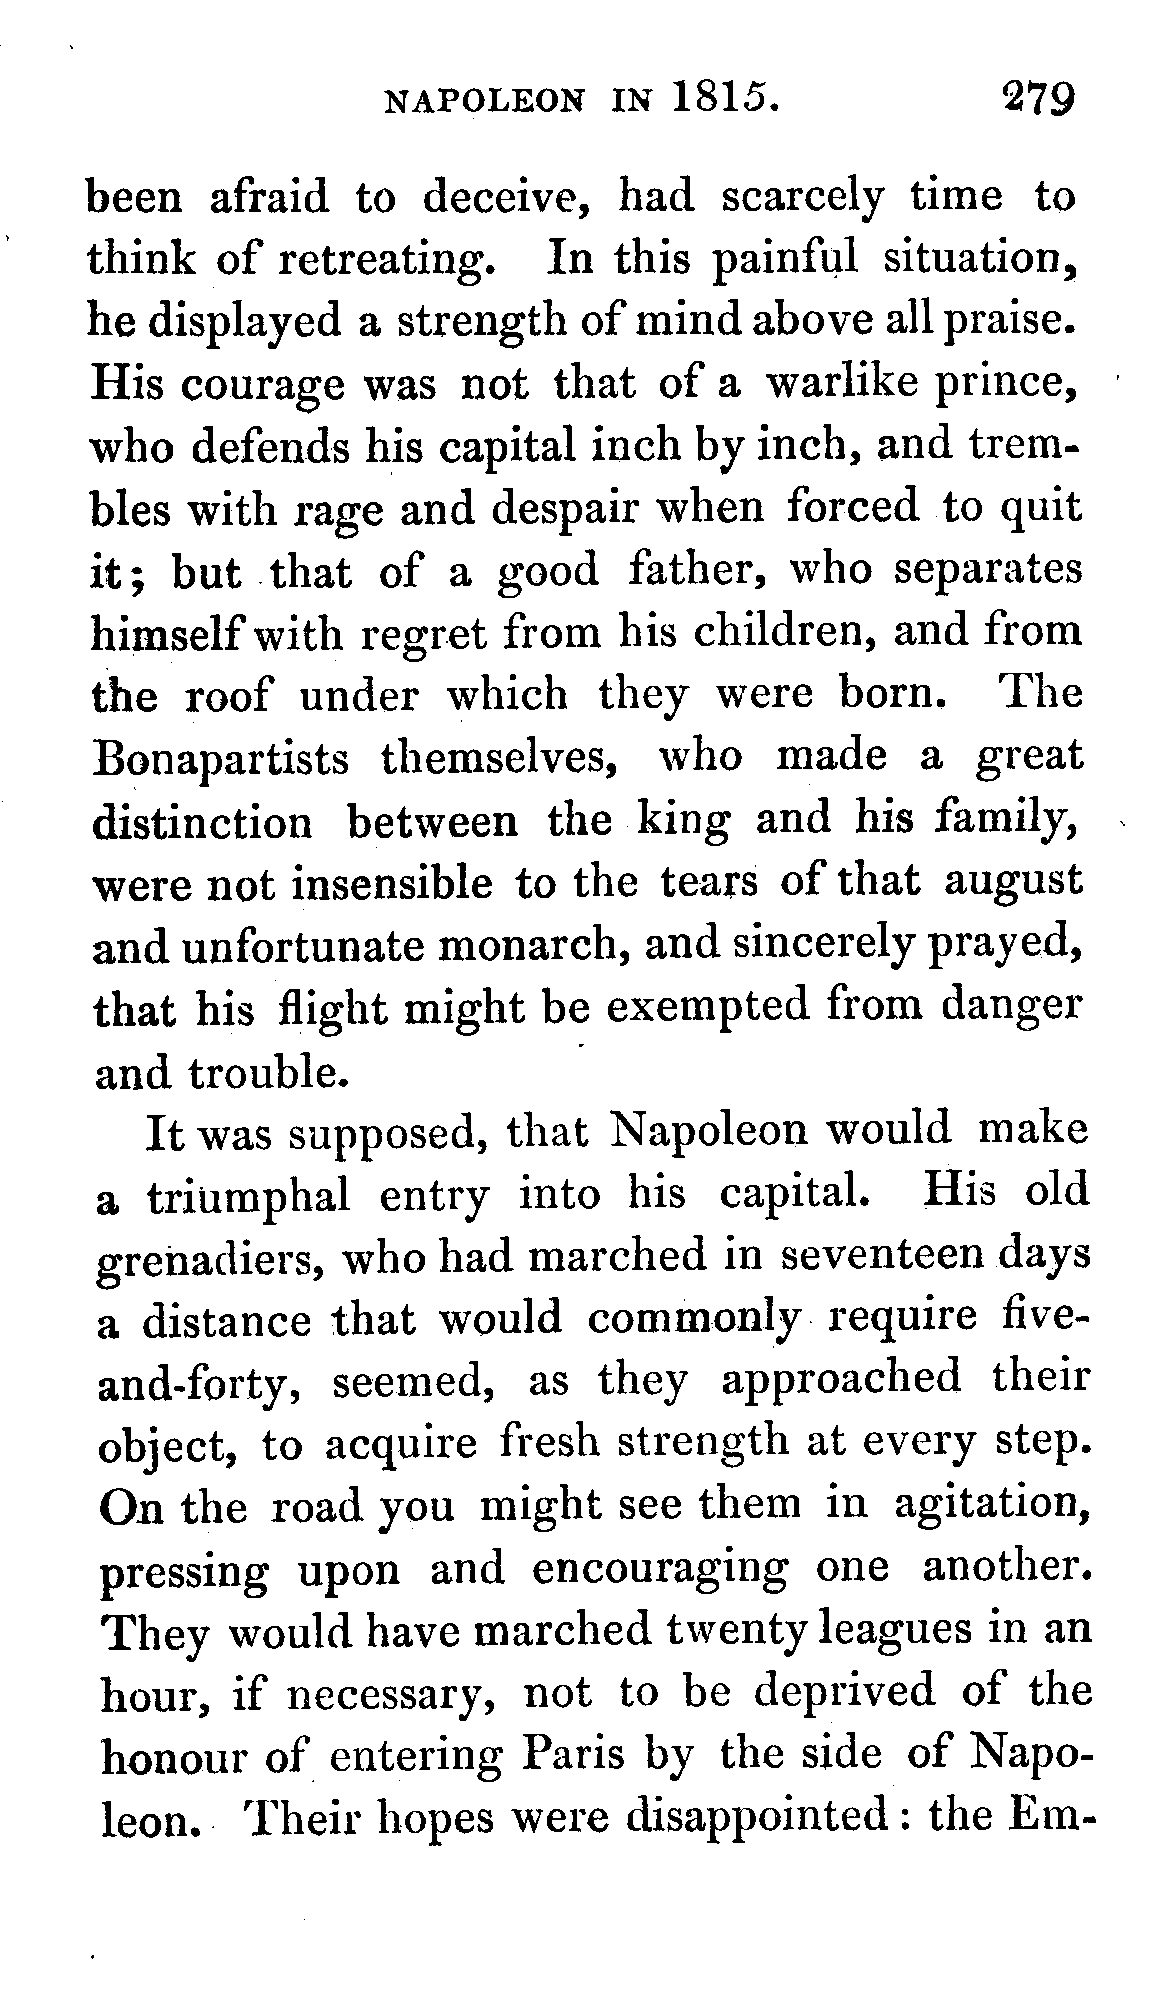 NAPOLEON IN 1815. 279
been afraid to deceive, had scarcely time to
think of retreating. In this painful situation,
he displayed a strength of mind above all praise.
His courage was not that of a warlike prince,
who defends his capital inch by inch, and trem-
bles with rage and despair when forced to quit
it; but that of a good father, who separates
himself with regret from his children, and from
the roof under which they were born. The
Bonapartists themselves, who made a great
distinction between the king and his family,
were not insensible to the tears of that august
and unfortunate monarch, and sincerely prayed,
that his flight might be exempted from danger
and trouble.
It was supposed, that Napoleon would make
a triumphal entry into his capital. His old
grenadiers, who had marched in seventeen days
a distance that would commonly require five-
and-forty, seemed, as they approached their
object, to acquire fresh strength at every step.
On the road you might see them in agitation,
pressing upon and encouraging one another.
They would have marched twenty leagues in an
hour, if necessary, not to be deprived of the
honour of entering Paris by the side of Napo-
leon. Their hopes were disappointed: the Em-